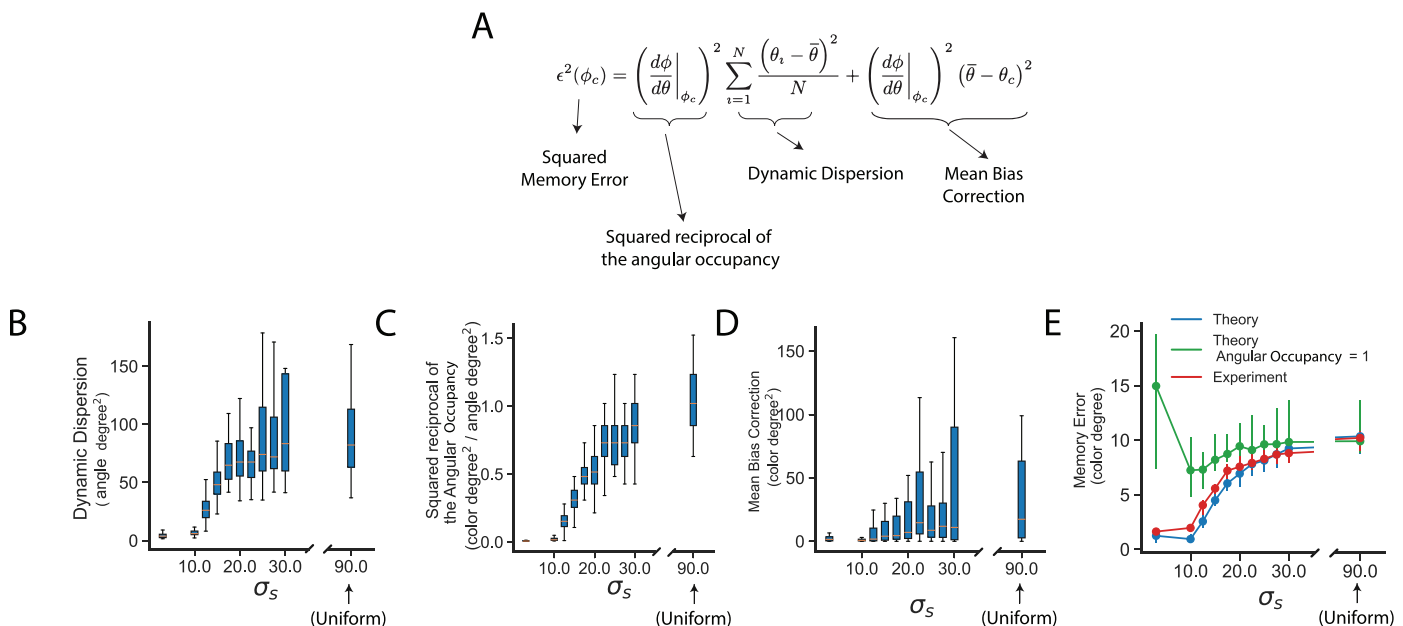 A
ϵ²(ϕ_c) = (dϕ/dθ|_ϕ_c)² ∑_{i=1}^{N} (θ_i − θ̄)²/N + (dϕ/dθ|_ϕ_c)² (θ̄ − θ_c)²
Squared
Memory Error
Dynamic Dispersion
Mean Bias
Correction
Squared reciprocal of
the angular occupancy
B
Dynamic Dispersion
(angle degree²)
150
100
50
0
10.0 20.0 30.0 90.0
σ_S
(Uniform)
C
Squared reciprocal of
the Angular Occupancy
(color degree² / angle degree²)
1.5
1.0
0.5
0.0
10.0 20.0 30.0 90.0
σ_S
(Uniform)
D
Mean Bias Correction
(color degree²)
150
100
50
0
10.0 20.0 30.0 90.0
σ_S
(Uniform)
E
Memory Error
(color degree)
20
15
10
5
0
Theory
Theory
Angular Occupancy = 1
Experiment
10.0 20.0 30.0 90.0
σ_S
(Uniform)